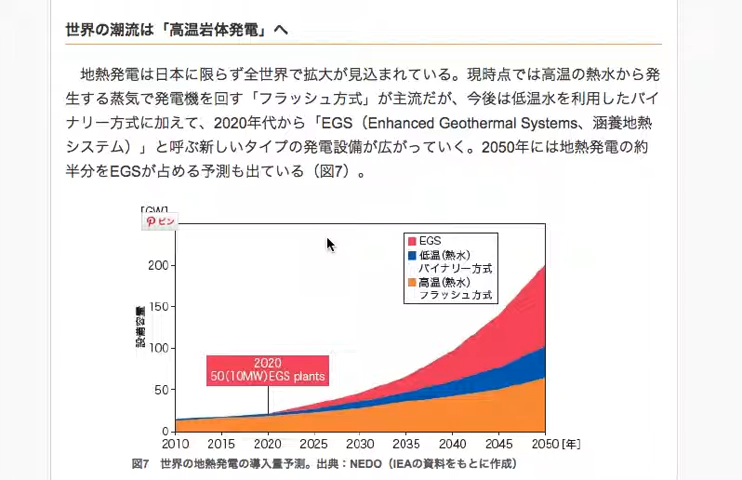 世界の潮流は「高温岩体発電」へ
地熱発電は日本に限らず全世界で拡大が見込まれている。現時点では高温の熱水から発
生する蒸気で発電機を回す「フラッシュ方式」が主流だが、今後は低温水を利用したバイ
ナリー方式に加えて、2020年代から「EGS（Enhanced Geothermal Systems、涵養地熱
システム）」と呼ぶ新しいタイプの発電設備が広がっていく。2050年には地熱発電の約
半分をEGSが占める予測も出ている（図7）。
[GW]
ピン
EGS
低温(熱水)
バイナリー方式
高温(熱水)
フラッシュ方式
200
150
100
50
0
設備容量
2020
50(10MW)EGS plants
2010 2015 2020 2025 2030 2035 2040 2045 2050 [年]
図7　世界の地熱発電の導入量予測。出典：NEDO（IEAの資料をもとに作成）